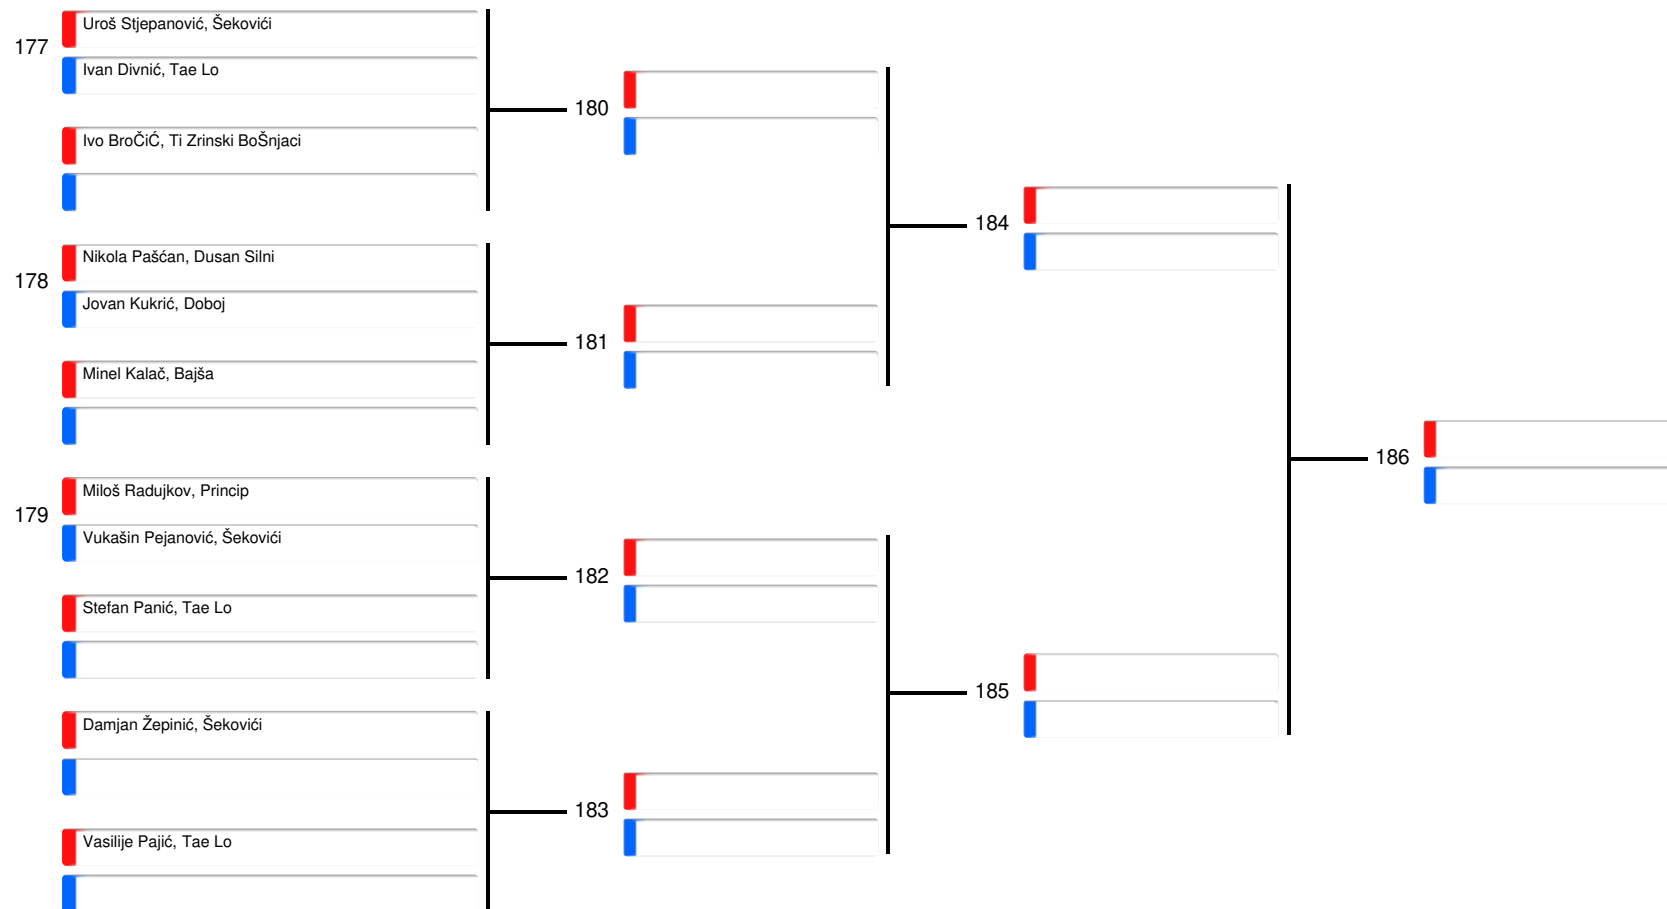 177
Uroš Stjepanović, Šekovići
Ivan Divnić, Tae Lo
Ivo BroČiĆ, Ti Zrinski BoŠnjaci
178
Nikola Pašćan, Dusan Silni
Jovan Kukrić, Doboj
Minel Kalač, Bajša
179
Miloš Radujkov, Princip
Vukašin Pejanović, Šekovići
Stefan Panić, Tae Lo
Damjan Žepinić, Šekovići
Vasilije Pajić, Tae Lo
180
181
182
183
184
185
186